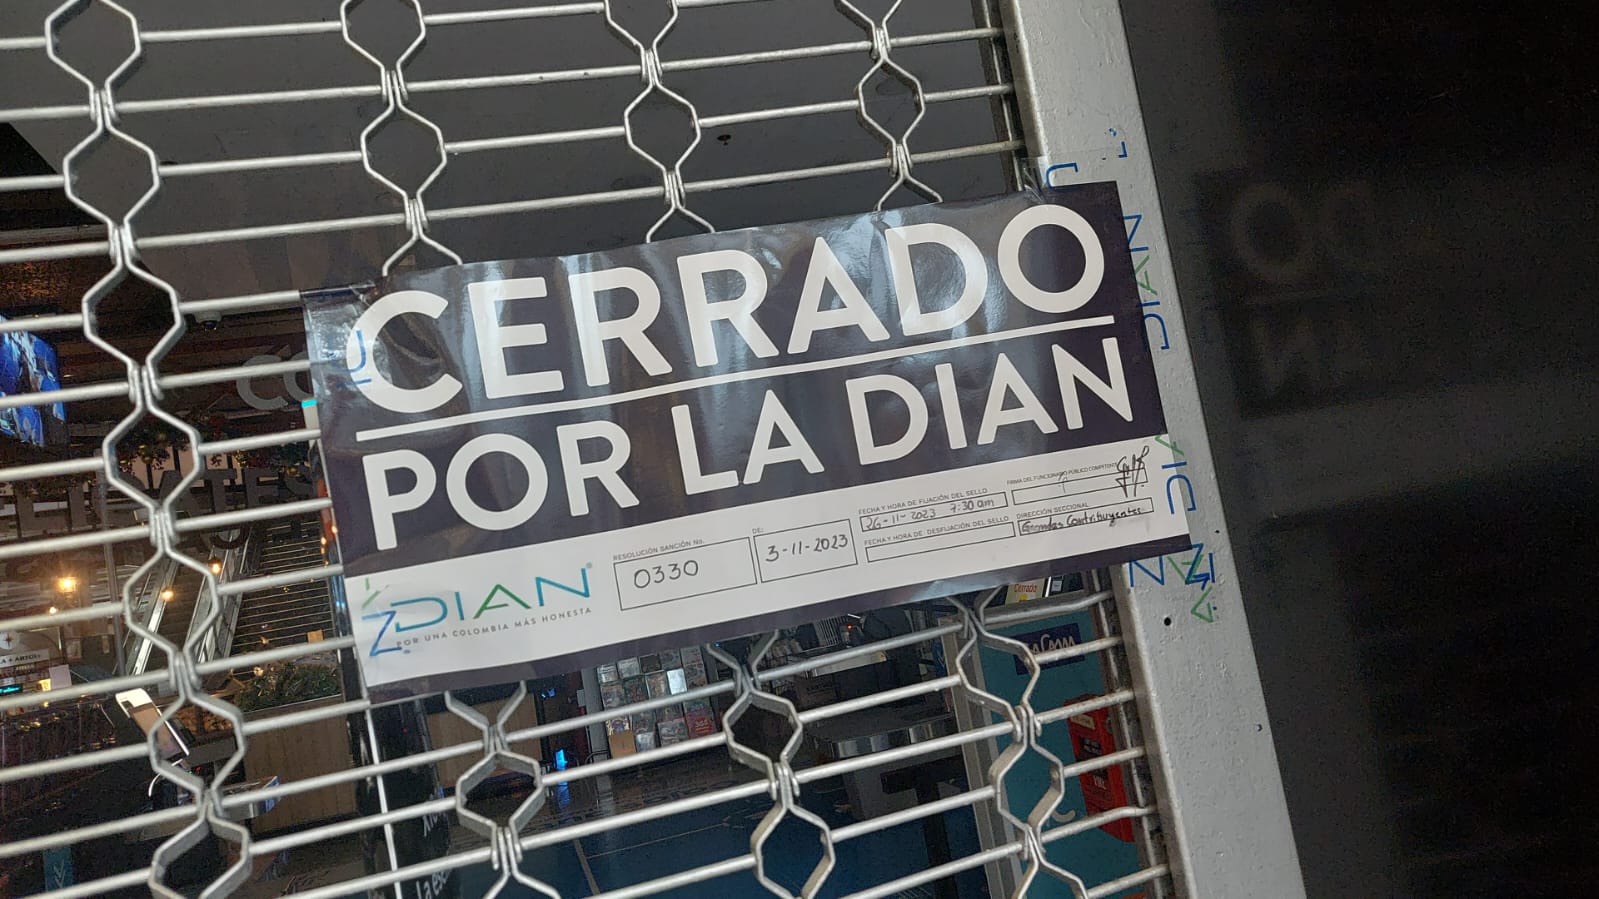 CERRADO
POR LA DIAN
DIAN
POR UNA COLOMBIA MÁS HONESTA
RESOLUCIÓN SANCIÓN No.
0330
DE:
3-11-2023
FECHA Y HORA DE FIJACIÓN DEL SELLO
26-11-2023 7:30 am
FECHA Y HORA DE: DESFIJACIÓN DEL SELLO
FIRMA DEL FUNCIONARIO PÚBLICO COMPETENTE
DIRECCIÓN SECCIONAL
Grandes Contribuyentes
DIAN
DIAN